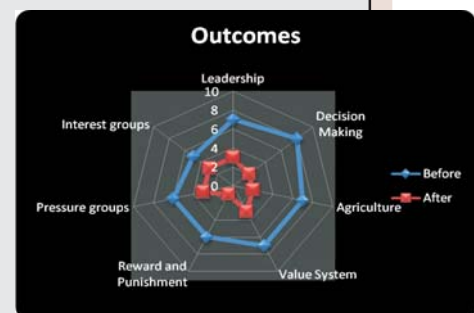 Outcomes
Leadership
10
8
6
4
2
0
Decision
Making
Agriculture
Value System
Reward and
Punishment
Pressure groups
Interest groups
Before
After